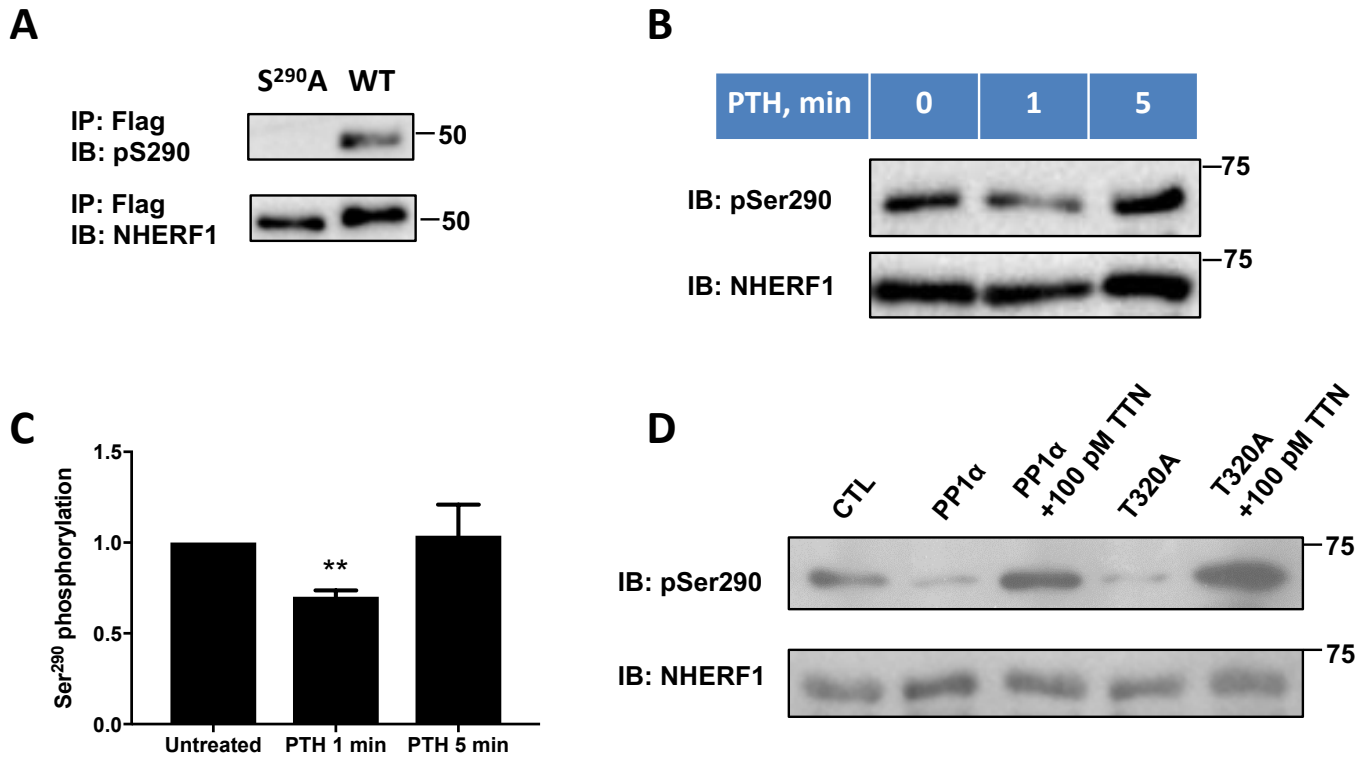 A
S²⁹⁰A WT
IP: Flag
IB: pS290
50
IP: Flag
IB: NHERF1
50
B
PTH, min 0 1 5
75
IB: pSer290
75
IB: NHERF1
C
Ser²⁹⁰ phosphorylation
1.5
1.0
0.5
0.0
**
Untreated PTH 1 min PTH 5 min
D
CTL
PP1α
PP1α
+100 pM TTN
T320A
T320A
+100 pM TTN
75
IB: pSer290
75
IB: NHERF1